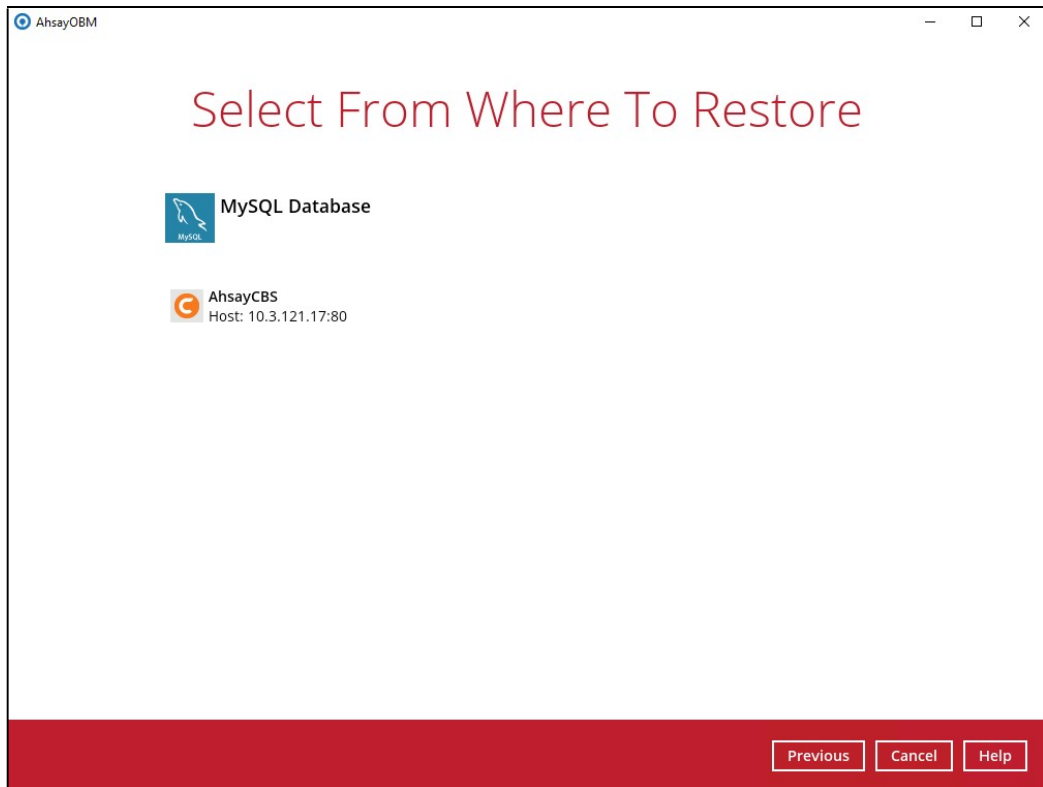 AhsayOBM
Select From Where To Restore
MySQL Database
MySQL
AhsayCBS
Host: 10.3.121.17:80
Previous Cancel Help